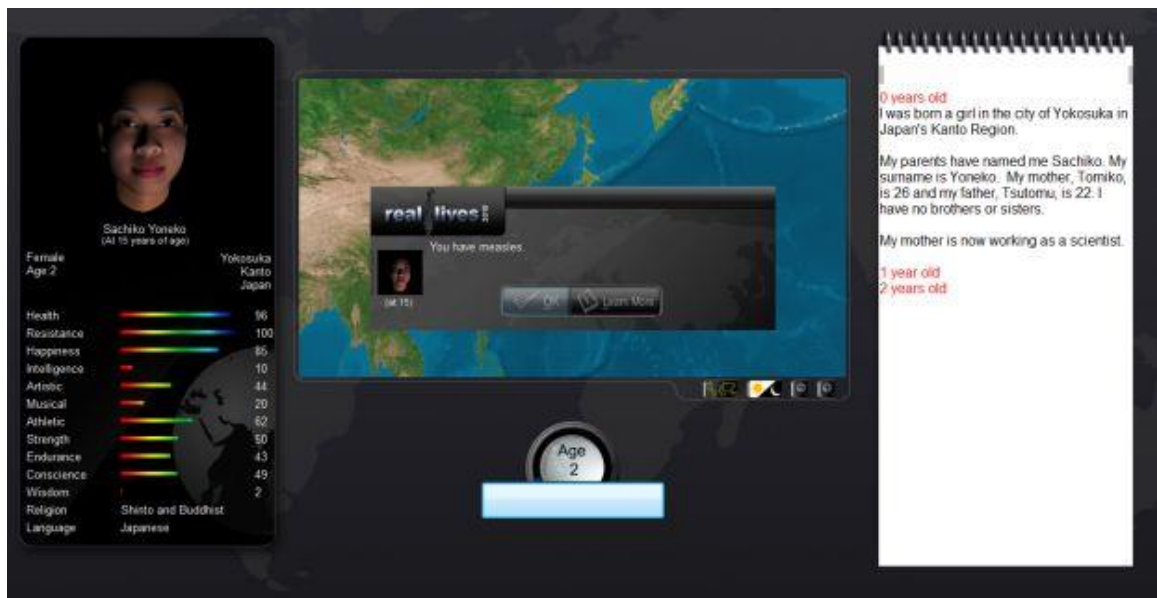 Sachiko Yoneko
(At 15 years of age)
Female
Yokosuka
Age 2
Kanto
Japan
Health 96
Resistance 100
Happiness 85
Intelligence 10
Artistic 44
Musical 20
Athletic 62
Strength 50
Endurance 43
Conscience 49
Wisdom 2
Religion Shinto and Buddhist
Language Japanese
real lives 2010
You have measles.
(at 15)
OK
Learn More
Age
2
0 years old
I was born a girl in the city of Yokosuka in
Japan's Kanto Region.
My parents have named me Sachiko. My
surname is Yoneko. My mother, Tomiko,
is 26 and my father, Tsutomu, is 22. I
have no brothers or sisters.
My mother is now working as a scientist.
1 year old
2 years old